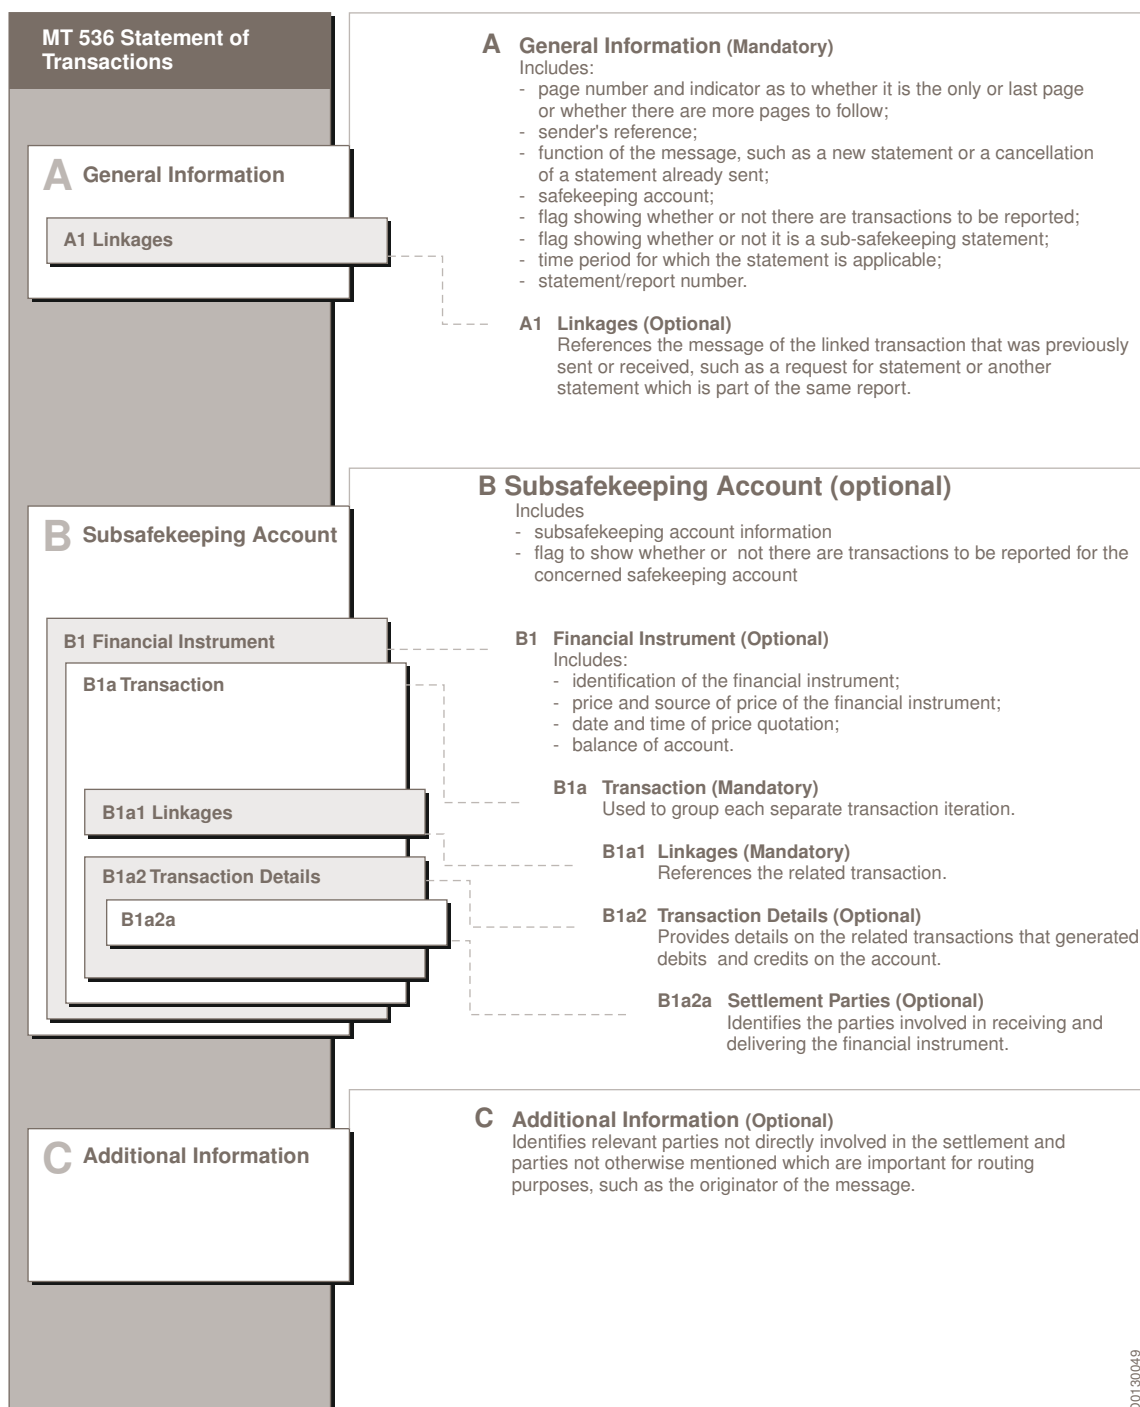 MT 536 Statement of
Transactions
A General Information
A1 Linkages
A General Information (Mandatory)
Includes:
- page number and indicator as to whether it is the only or last page
or whether there are more pages to follow;
- sender's reference;
- function of the message, such as a new statement or a cancellation
of a statement already sent;
- safekeeping account;
- flag showing whether or not there are transactions to be reported;
- flag showing whether or not it is a sub-safekeeping statement;
- time period for which the statement is applicable;
- statement/report number.
A1 Linkages (Optional)
References the message of the linked transaction that was previously
sent or received, such as a request for statement or another
statement which is part of the same report.
B Subsafekeeping Account
B1 Financial Instrument
B1a Transaction
B1a1 Linkages
B1a2 Transaction Details
B1a2a
B Subsafekeeping Account (optional)
Includes
- subsafekeeping account information
- flag to show whether or not there are transactions to be reported for the
concerned safekeeping account
B1 Financial Instrument (Optional)
Includes:
- identification of the financial instrument;
- price and source of price of the financial instrument;
- date and time of price quotation;
- balance of account.
B1a Transaction (Mandatory)
Used to group each separate transaction iteration.
B1a1 Linkages (Mandatory)
References the related transaction.
B1a2 Transaction Details (Optional)
Provides details on the related transactions that generated
debits and credits on the account.
B1a2a Settlement Parties (Optional)
Identifies the parties involved in receiving and
delivering the financial instrument.
C Additional Information
C Additional Information (Optional)
Identifies relevant parties not directly involved in the settlement and
parties not otherwise mentioned which are important for routing
purposes, such as the originator of the message.
D0130049